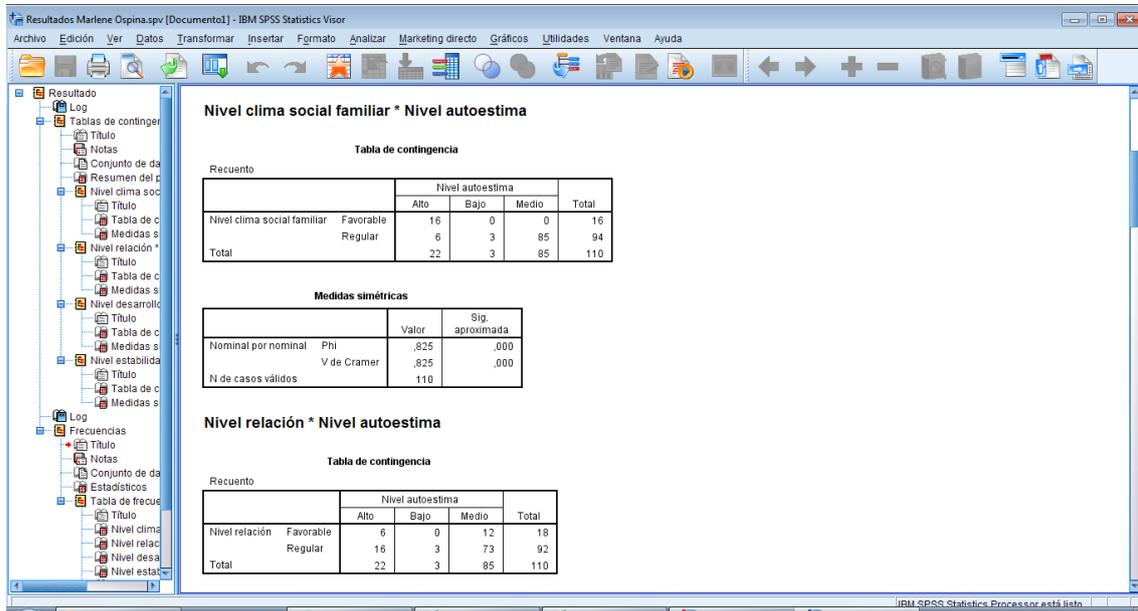 Resultados Marlene Ospina.spv [Documento1] - IBM SPSS Statistics Visor
Archivo Edición Ver Datos Transformar Insertar Formato Analizar Marketing directo Gráficos Utilidades Ventana Ayuda
Resultado
Log
Tablas de continger
Título
Notas
Conjunto de da
Resumen del p
Nivel clima soc
Título
Tabla de c
Medidas s
Nivel relación *
Título
Tabla de c
Medidas s
Nivel desarrollo
Título
Tabla de c
Medidas s
Nivel estabilida
Título
Tabla de c
Medidas s
Log
Frecuencias
Título
Notas
Conjunto de da
Estadísticos
Tabla de frecue
Título
Nivel clima
Nivel relac
Nivel desa
Nivel estab
Nivel clima social familiar * Nivel autoestima
Tabla de contingencia
Recuento
Nivel autoestima
Alto Bajo Medio Total
Nivel clima social familiar Favorable 16 0 0 16
Regular 6 3 85 94
Total 22 3 85 110
Medidas simétricas
Valor Sig. aproximada
Nominal por nominal Phi ,825 ,000
V de Cramer ,825 ,000
N de casos válidos 110
Nivel relación * Nivel autoestima
Tabla de contingencia
Recuento
Nivel autoestima
Alto Bajo Medio Total
Nivel relación Favorable 6 0 12 18
Regular 16 3 73 92
Total 22 3 85 110
IBM SPSS Statistics Processor está listo